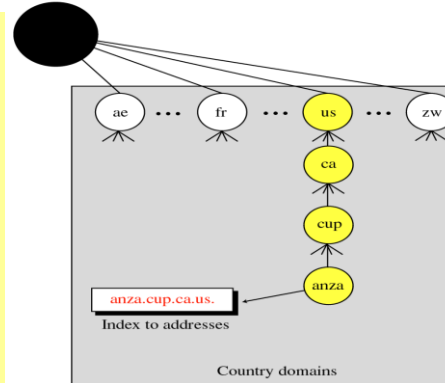 ae ... fr ... us ... zw
ca
cup
anza
anza.cup.ca.us.
Index to addresses
Country domains